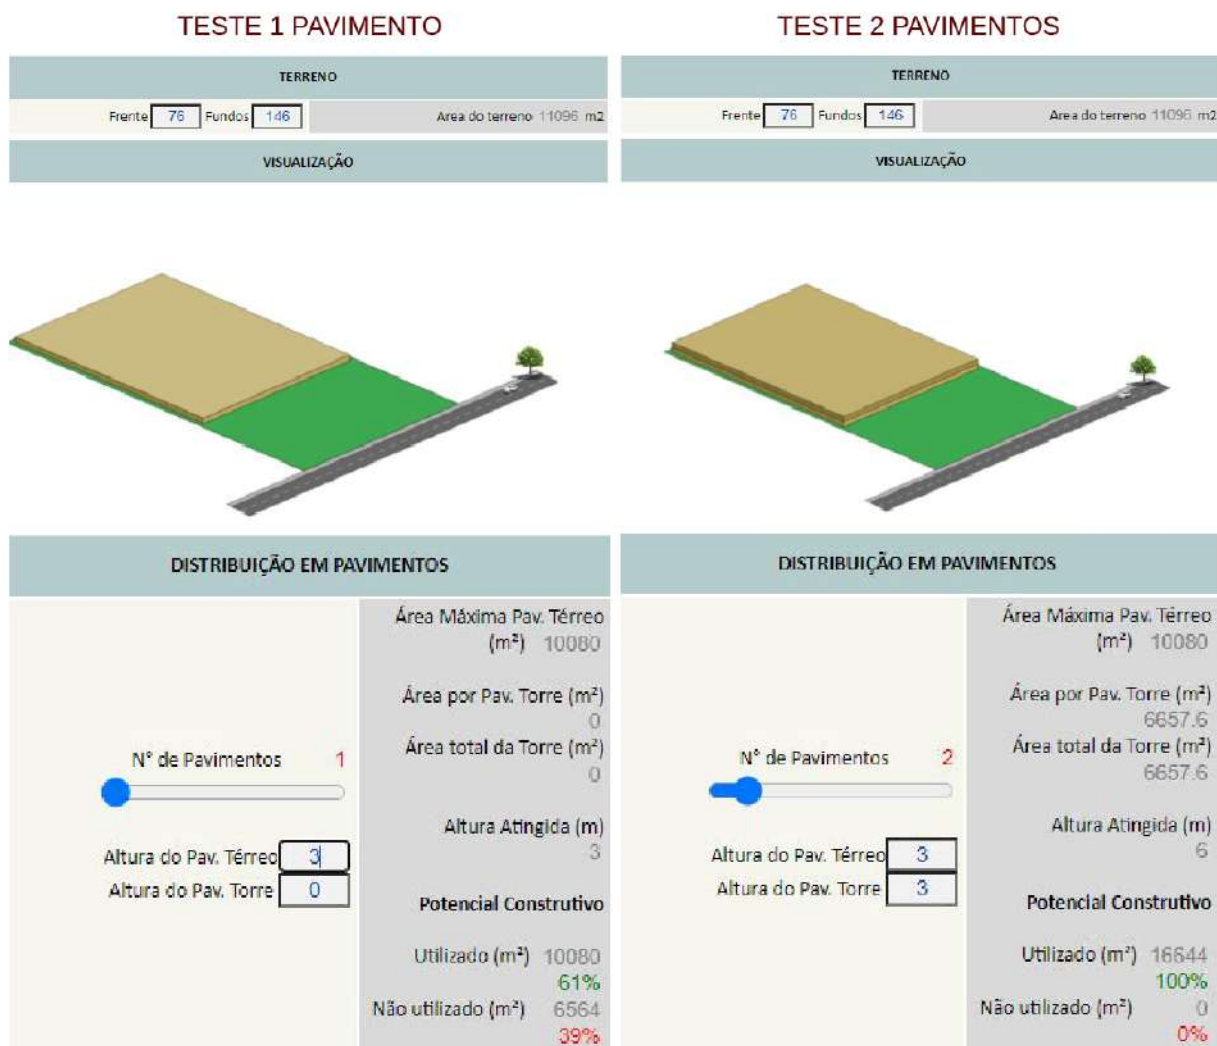 TESTE 1 PAVIMENTO
TERRENO
Frente 76 Fundos 146 Area do terreno 11096 m2
VISUALIZAÇÃO
DISTRIBUIÇÃO EM PAVIMENTOS
Área Máxima Pav. Térreo
(m²) 10080
Área por Pav. Torre (m²)
0
Área total da Torre (m²)
0
N° de Pavimentos 1
Altura Atingida (m)
3
Altura do Pav. Térreo 3
Altura do Pav. Torre 0
Potencial Construtivo
Utilizado (m²) 10080
61%
Não utilizado (m²) 6564
39%
TESTE 2 PAVIMENTOS
TERRENO
Frente 76 Fundos 146 Area do terreno 11096 m2
VISUALIZAÇÃO
DISTRIBUIÇÃO EM PAVIMENTOS
Área Máxima Pav. Térreo
(m²) 10080
Área por Pav. Torre (m²)
6657.6
Área total da Torre (m²)
6657.6
N° de Pavimentos 2
Altura Atingida (m)
6
Altura do Pav. Térreo 3
Altura do Pav. Torre 3
Potencial Construtivo
Utilizado (m²) 16644
100%
Não utilizado (m²) 0
0%